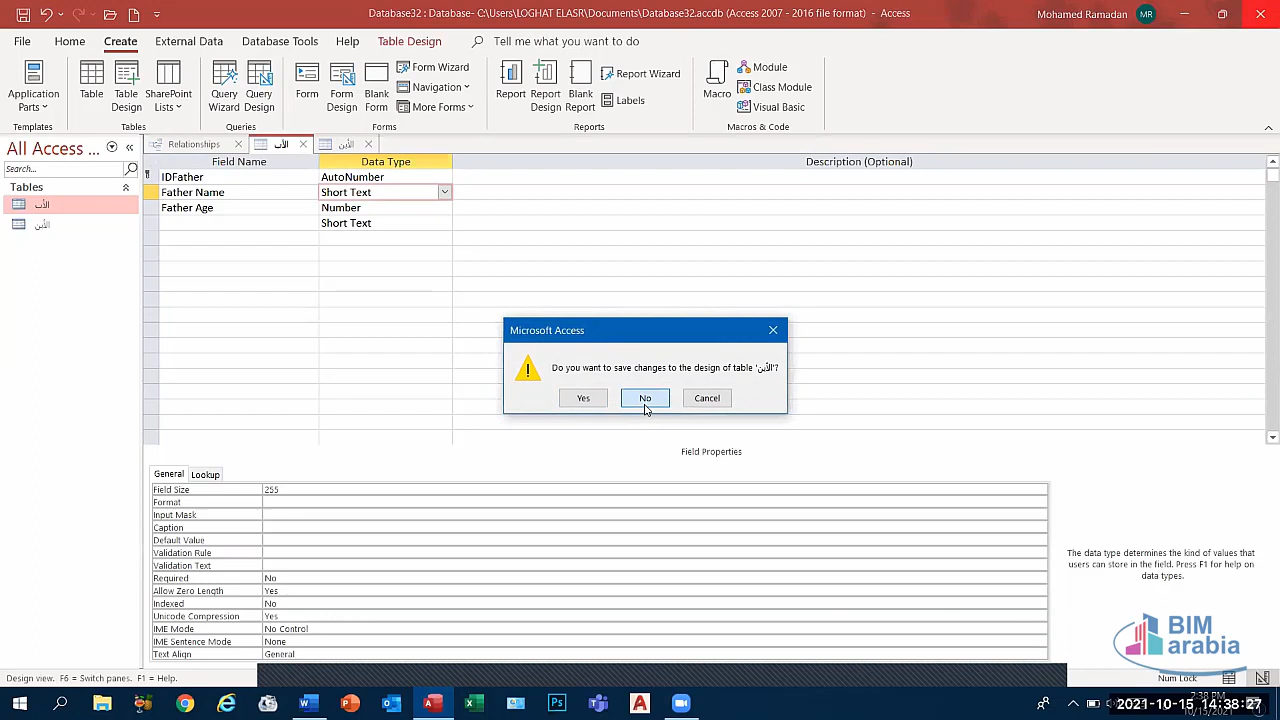 Database32 : Database- C:\Users\LOGHAT ELASR\Documents\Database32.accdb (Access 2007 - 2016 file format) - Access
Mohamed Ramadan MR
File Home Create External Data Database Tools Help Table Design Tell me what you want to do
Application Parts
Table
Table Design
SharePoint Lists
Query Wizard
Query Design
Form
Form Design
Blank Form
Form Wizard
Navigation
More Forms
Report
Report Design
Blank Report
Report Wizard
Labels
Macro
Module
Class Module
Visual Basic
Templates Tables Queries Forms Reports Macros & Code
All Access ...
Search...
Tables
الأب
الأبن
Relationships الأب الأبن
Field Name Data Type Description (Optional)
IDFather AutoNumber
Father Name Short Text
Father Age Number
Short Text
Microsoft Access
Do you want to save changes to the design of table 'الأبن'?
Yes No Cancel
Field Properties
General Lookup
Field Size 255
Format
Input Mask
Caption
Default Value
Validation Rule
Validation Text
Required No
Allow Zero Length Yes
Indexed No
Unicode Compression Yes
IME Mode No Control
IME Sentence Mode None
Text Align General
The data type determines the kind of values that
users can store in the field. Press F1 for help on
data types.
BIM
arabia
Design view. F6 = Switch panes. F1 = Help.
Num Lock
7:38 PM
2021-10-15 14:38:27